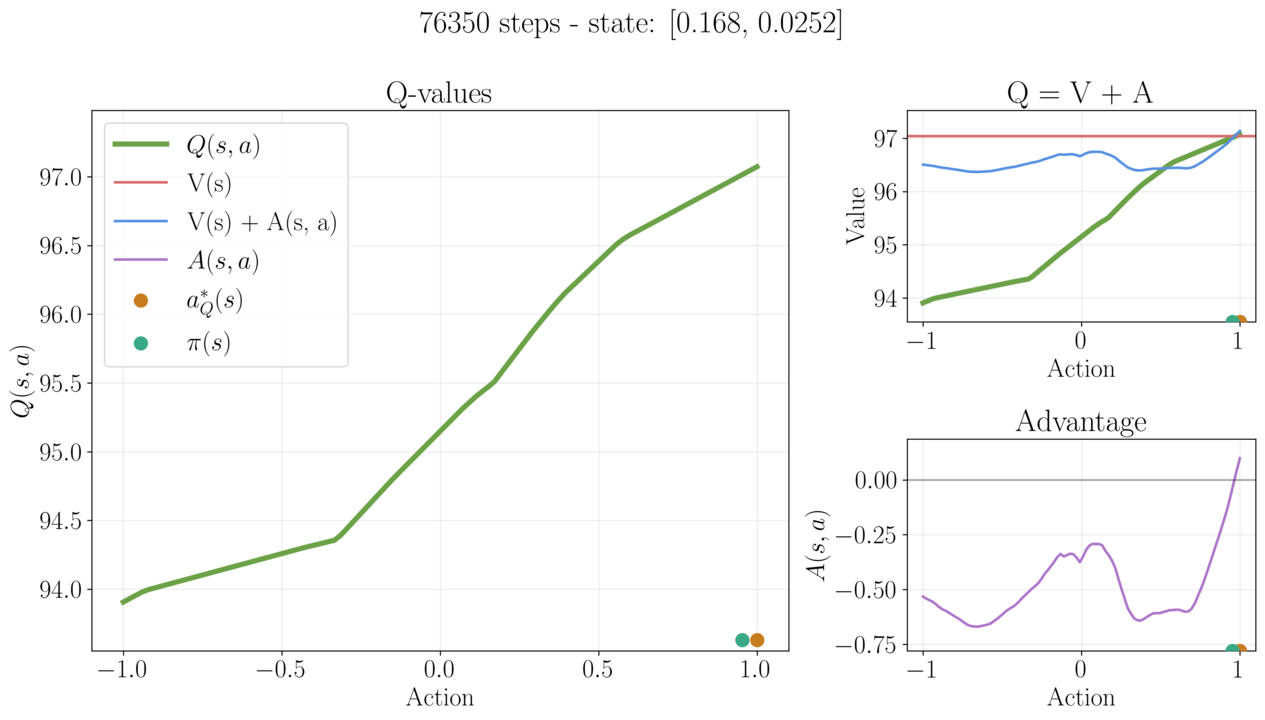 76350 steps - state: [0.168, 0.0252]
Q-values
Q(s, a)
V(s)
V(s) + A(s, a)
A(s, a)
a*_Q(s)
π(s)
97.0
96.5
96.0
95.5
95.0
94.5
94.0
Q(s, a)
−1.0
−0.5
0.0
0.5
1.0
Action
Q = V + A
97
96
95
94
Value
−1
0
1
Action
Advantage
0.00
−0.25
−0.50
−0.75
A(s, a)
−1
0
1
Action